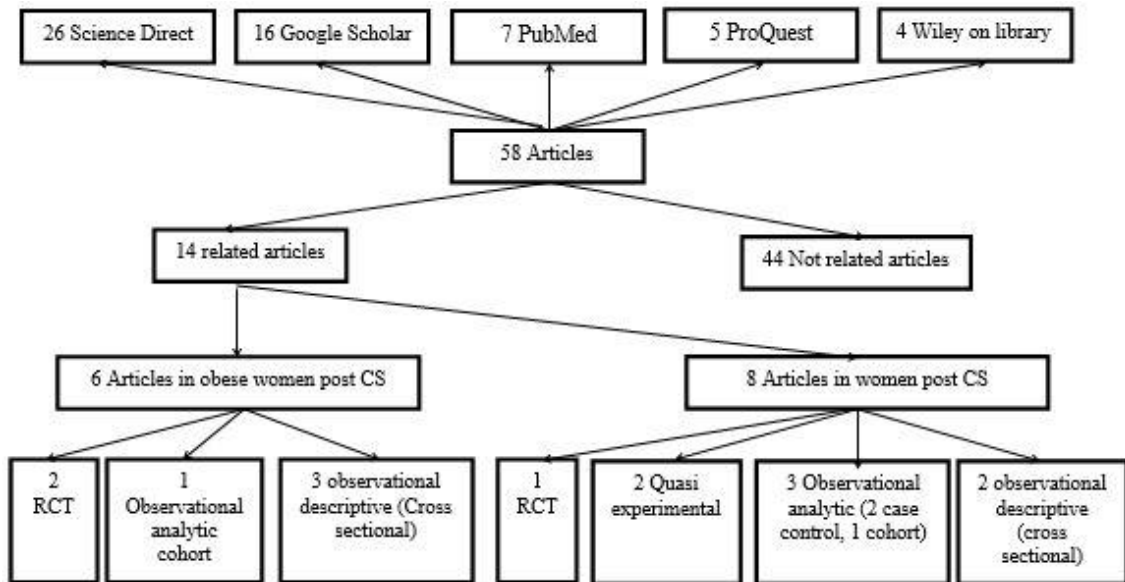 26 Science Direct
16 Google Scholar
7 PubMed
5 ProQuest
4 Wiley on library
58 Articles
14 related articles
44 Not related articles
6 Articles in obese women post CS
8 Articles in women post CS
2
RCT
1
Observational
analytic
cohort
3 observational
descriptive (Cross
sectional)
1
RCT
2 Quasi
experimental
3 Observational
analytic (2 case
control, 1 cohort)
2 observational
descriptive
(cross
sectional)